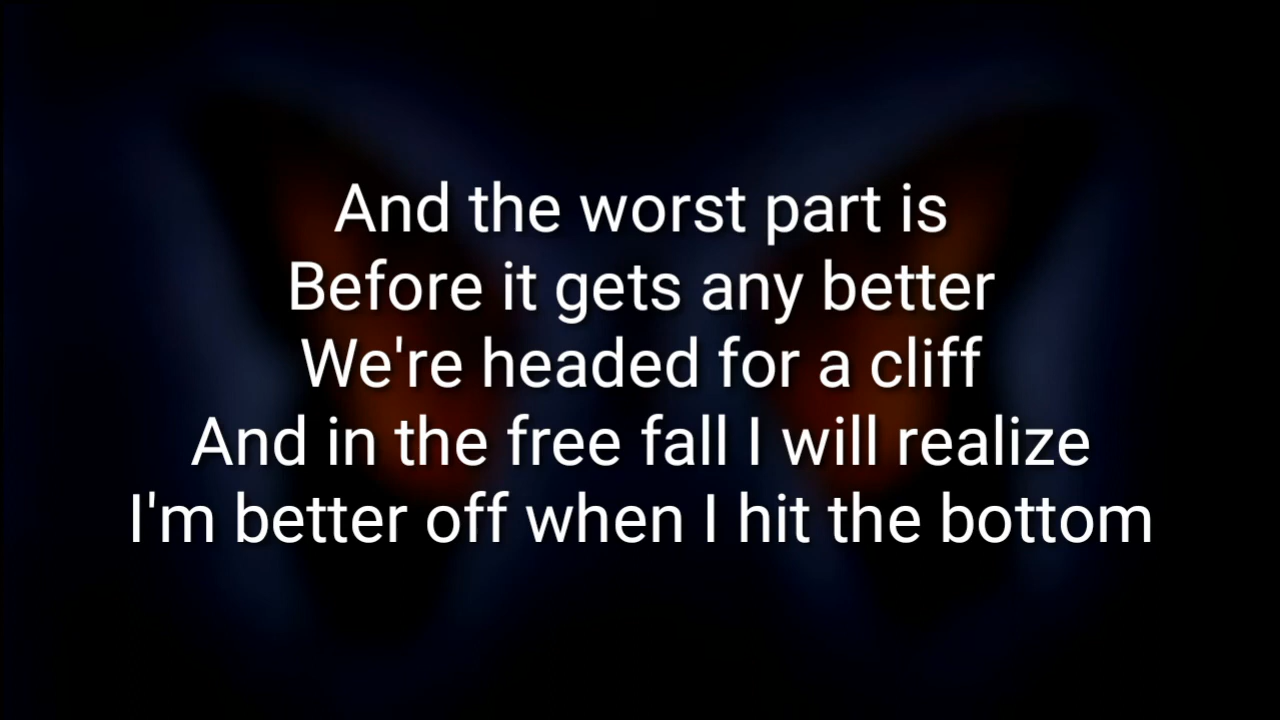 And the worst part is
Before it gets any better
We're headed for a cliff
And in the free fall I will realize
I'm better off when I hit the bottom